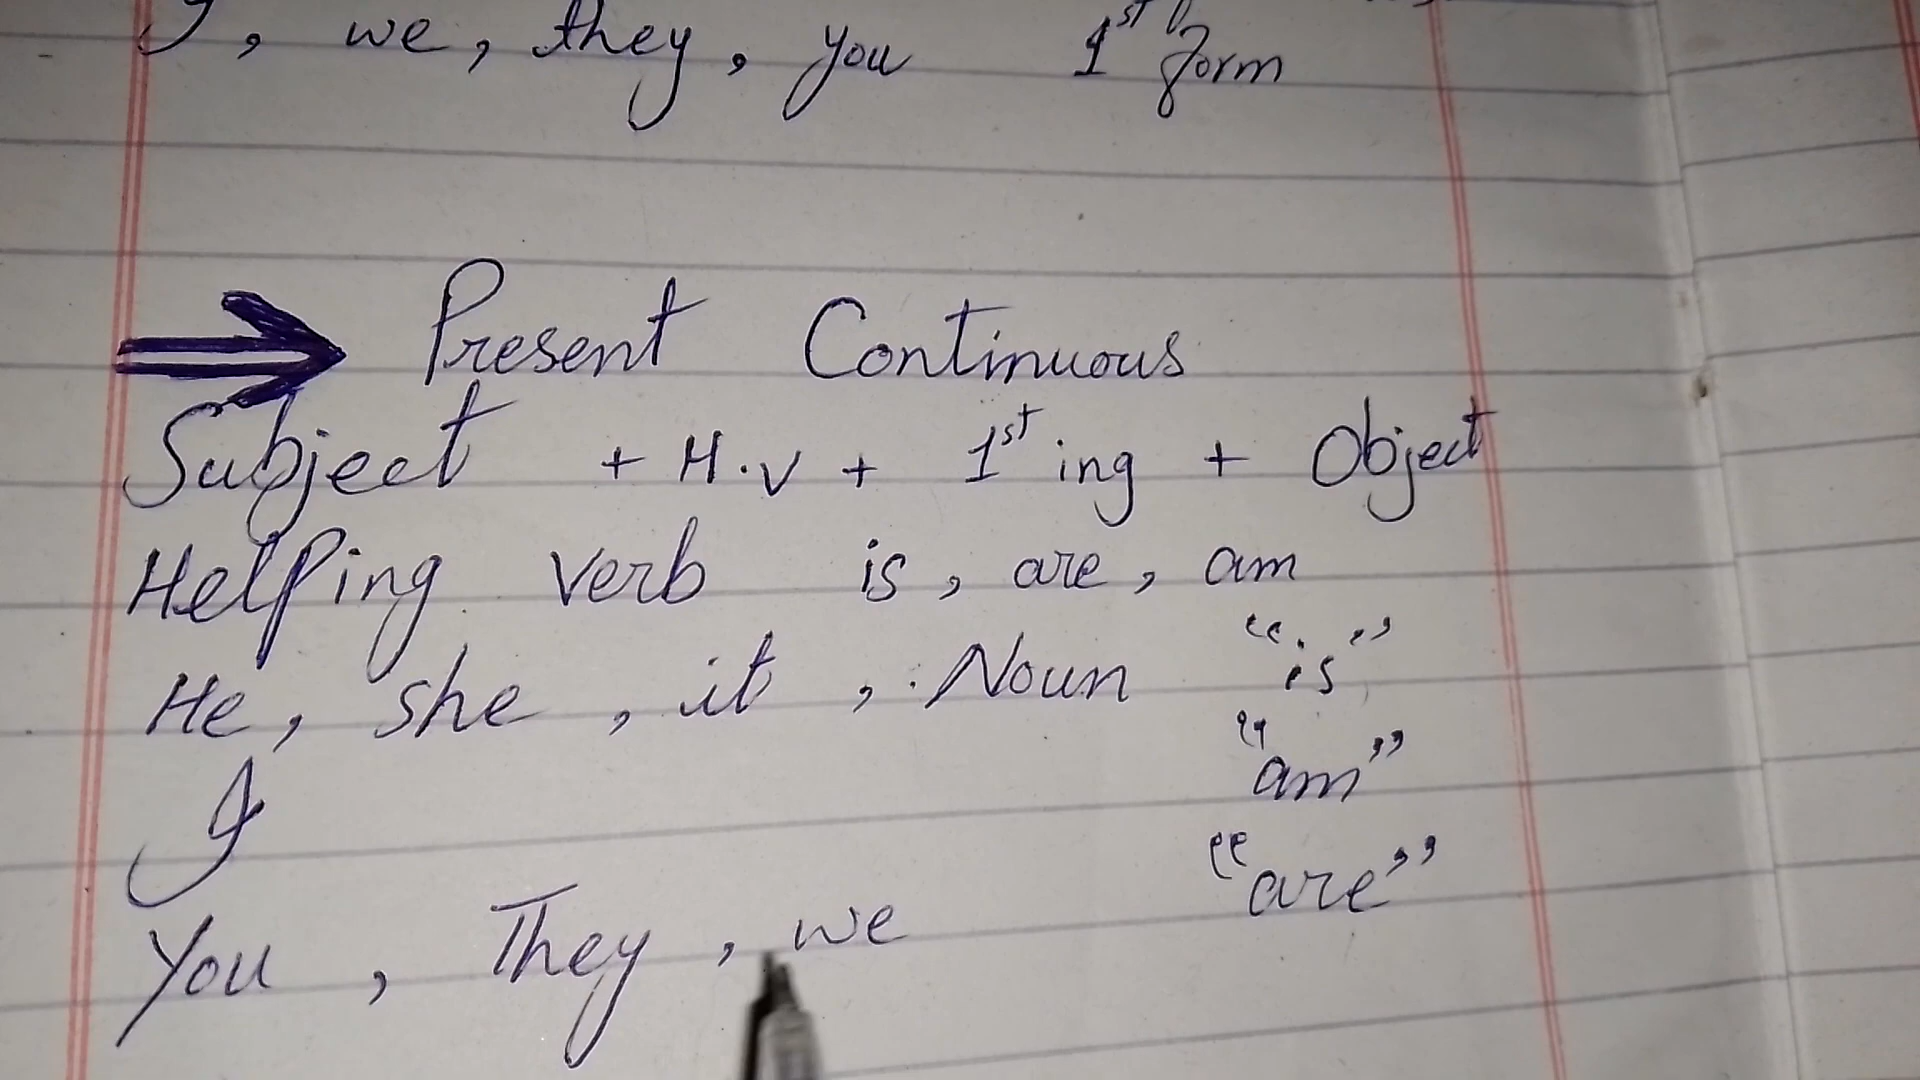 I, we, they, you 1st form
Present Continuous
Subject + H.V + 1st ing + Object
Helping verb is, are, am
He, she, it, Noun "is"
I "am"
You, They, we "are"